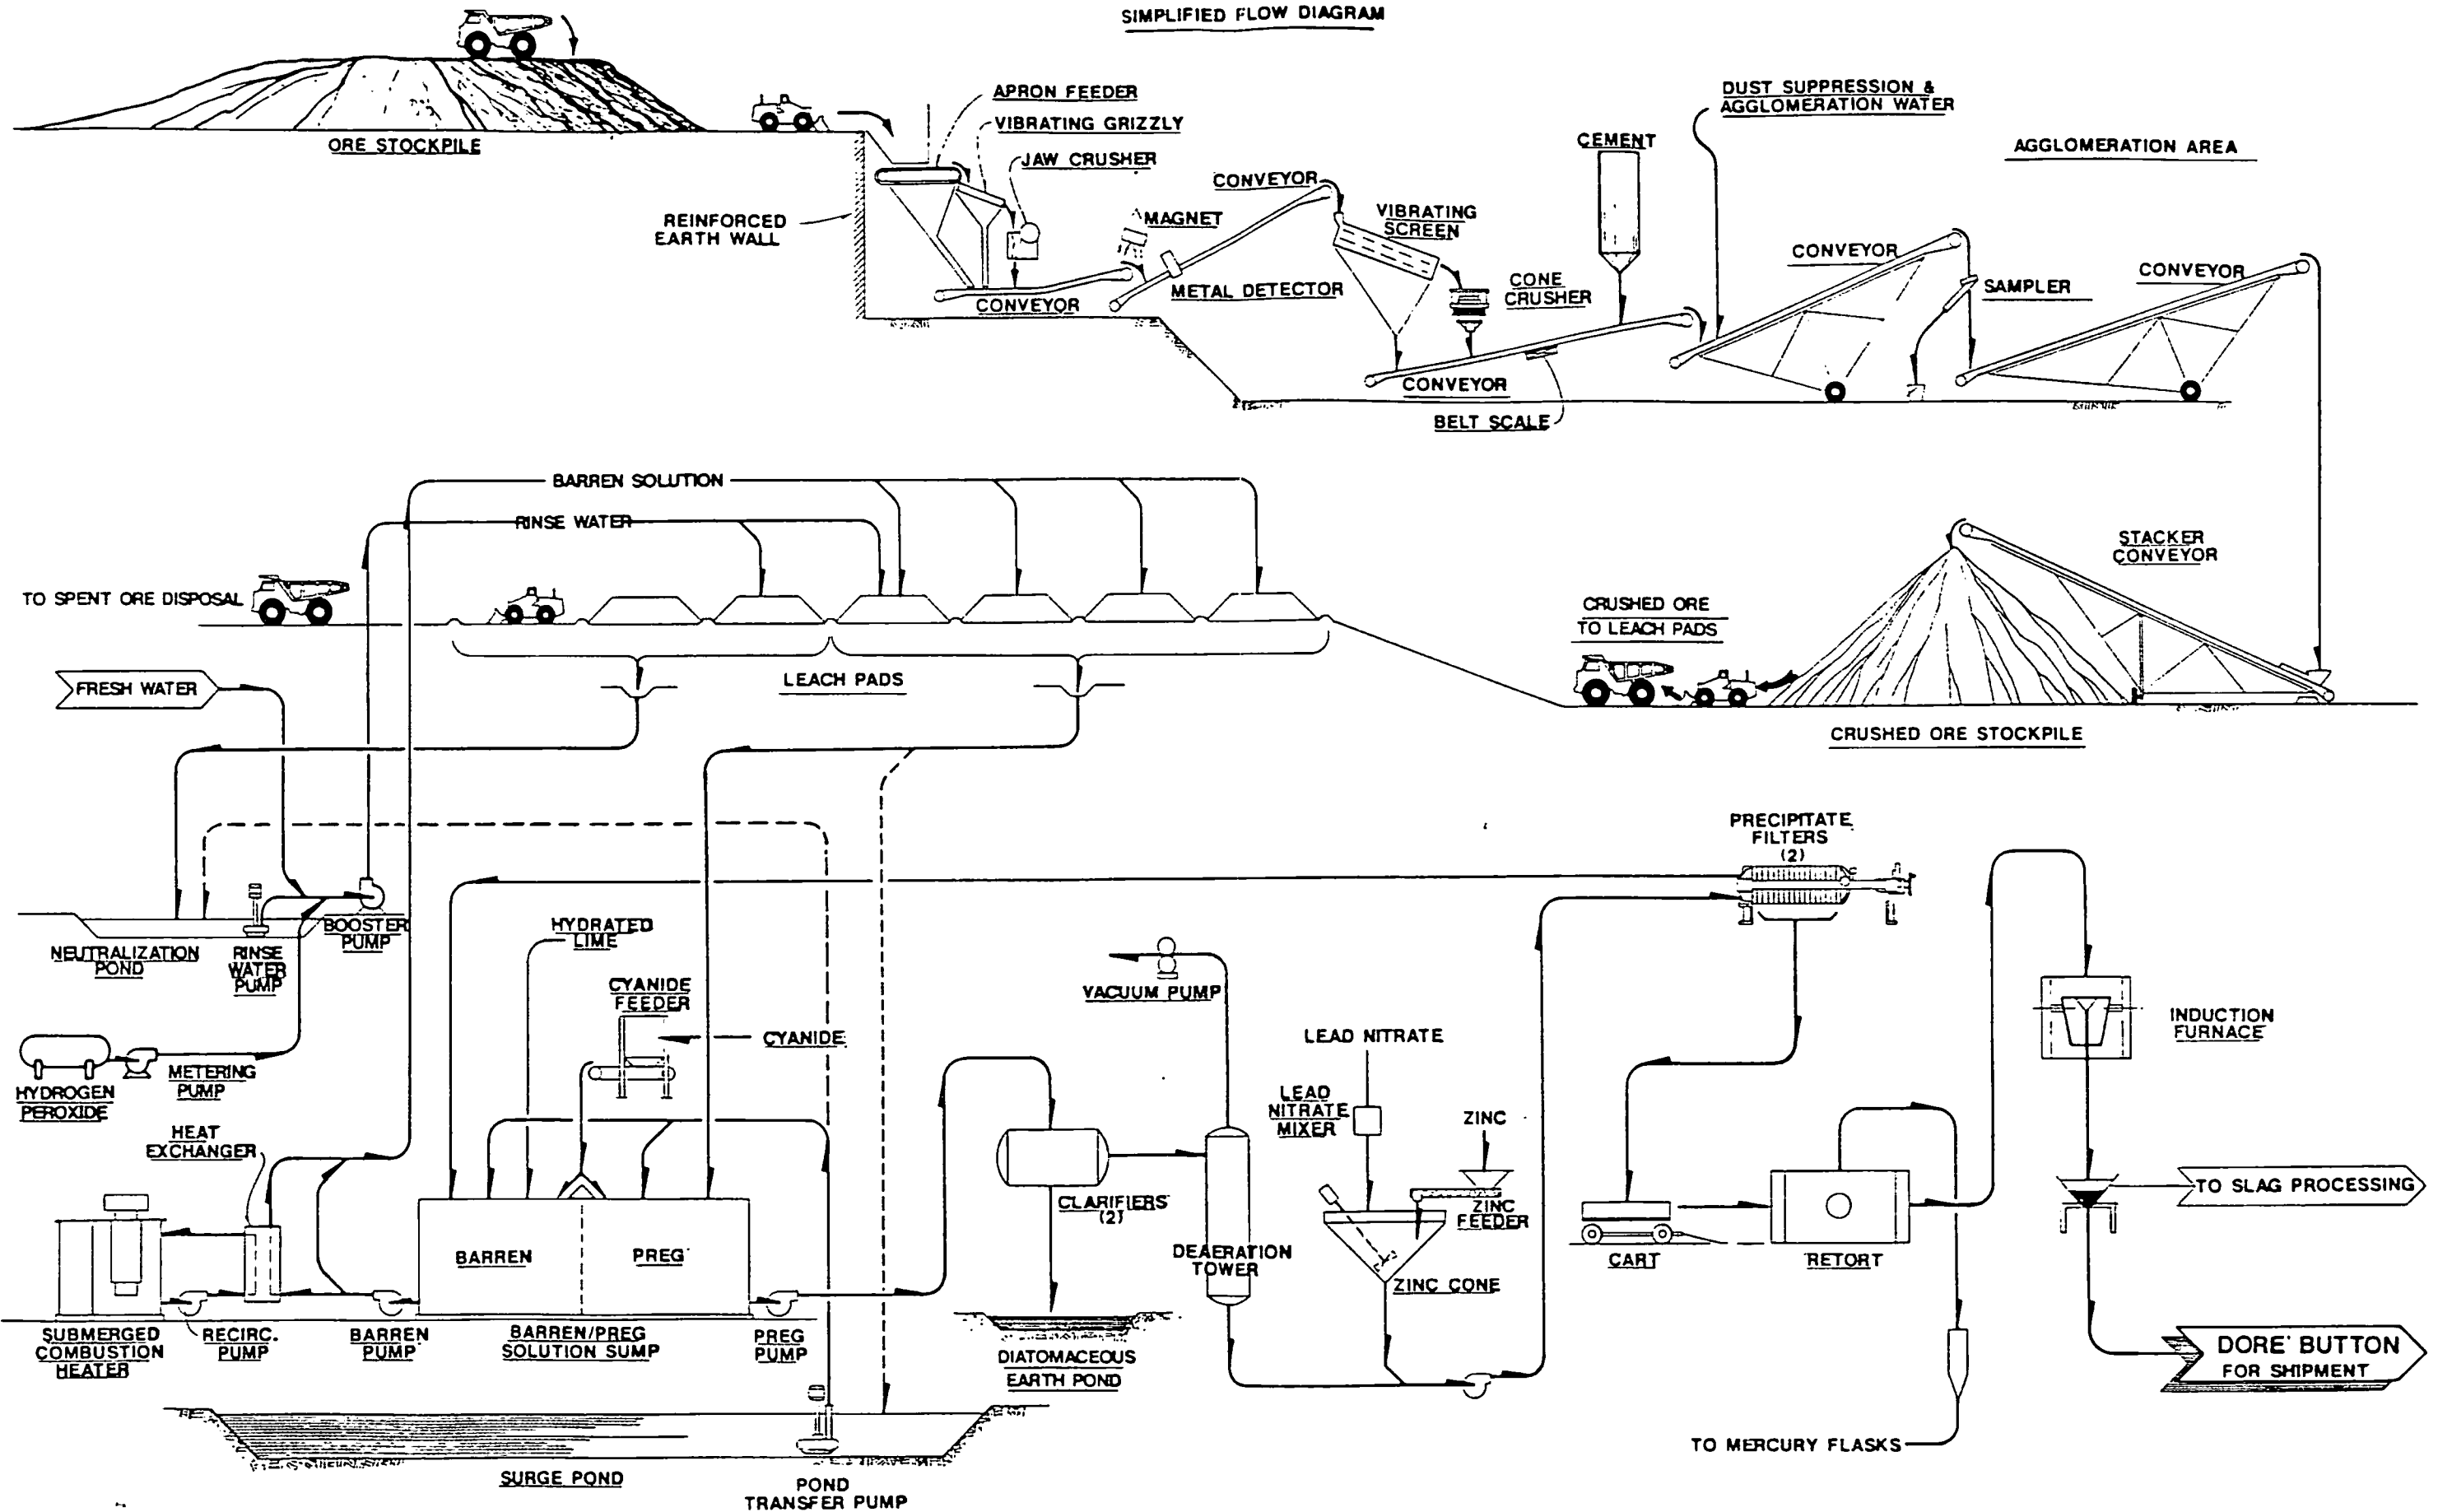 SIMPLIFIED FLOW DIAGRAM
ORE STOCKPILE
APRON FEEDER
VIBRATING GRIZZLY
JAW CRUSHER
REINFORCED
EARTH WALL
MAGNET
CONVEYOR
CONVEYOR
METAL DETECTOR
VIBRATING
SCREEN
CONE
CRUSHER
CEMENT
CONVEYOR
BELT SCALE
DUST SUPPRESSION &
AGGLOMERATION WATER
AGGLOMERATION AREA
CONVEYOR
SAMPLER
CONVEYOR
BARREN SOLUTION
RINSE WATER
TO SPENT ORE DISPOSAL
LEACH PADS
FRESH WATER
CRUSHED ORE
TO LEACH PADS
STACKER
CONVEYOR
CRUSHED ORE STOCKPILE
NEUTRALIZATION
POND
RINSE
WATER
PUMP
BOOSTER
PUMP
HYDROGEN
PEROXIDE
METERING
PUMP
HEAT
EXCHANGER
HYDRATED
LIME
CYANIDE
FEEDER
CYANIDE
BARREN
PREG
SUBMERGED
COMBUSTION
HEATER
RECIRC.
PUMP
BARREN
PUMP
BARREN/PREG
SOLUTION SUMP
PREG
PUMP
SURGE POND
POND
TRANSFER PUMP
CLARIFIERS
(2)
DIATOMACEOUS
EARTH POND
VACUUM PUMP
DEAERATION
TOWER
LEAD NITRATE
LEAD
NITRATE
MIXER
ZINC
ZINC
FEEDER
ZINC CONE
PRECIPITATE
FILTERS
(2)
CART
RETORT
INDUCTION
FURNACE
TO SLAG PROCESSING
DORE' BUTTON
FOR SHIPMENT
TO MERCURY FLASKS